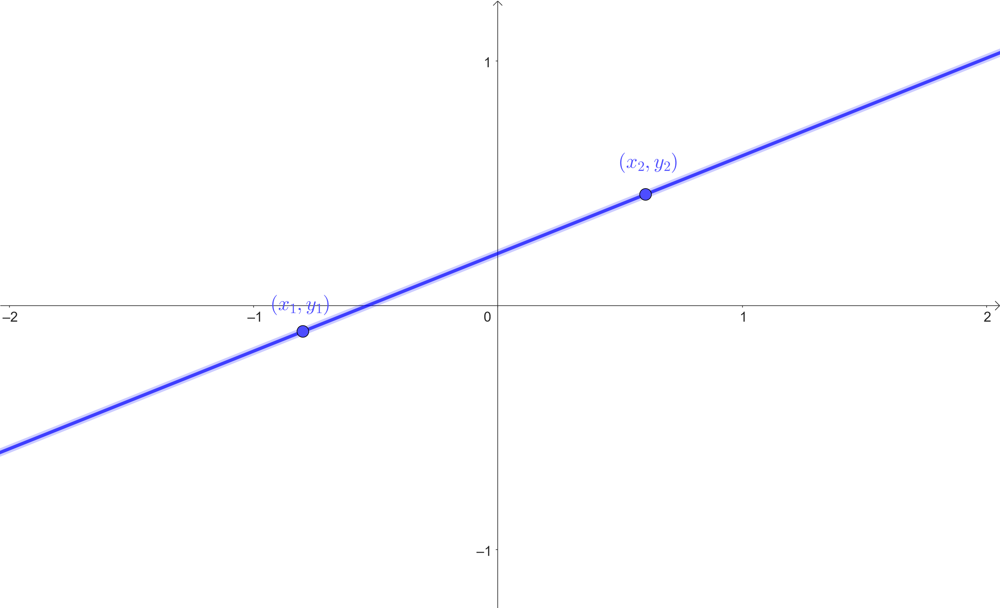 1
(x₂, y₂)
(x₁, y₁)
–2 –1 0 1 2
–1